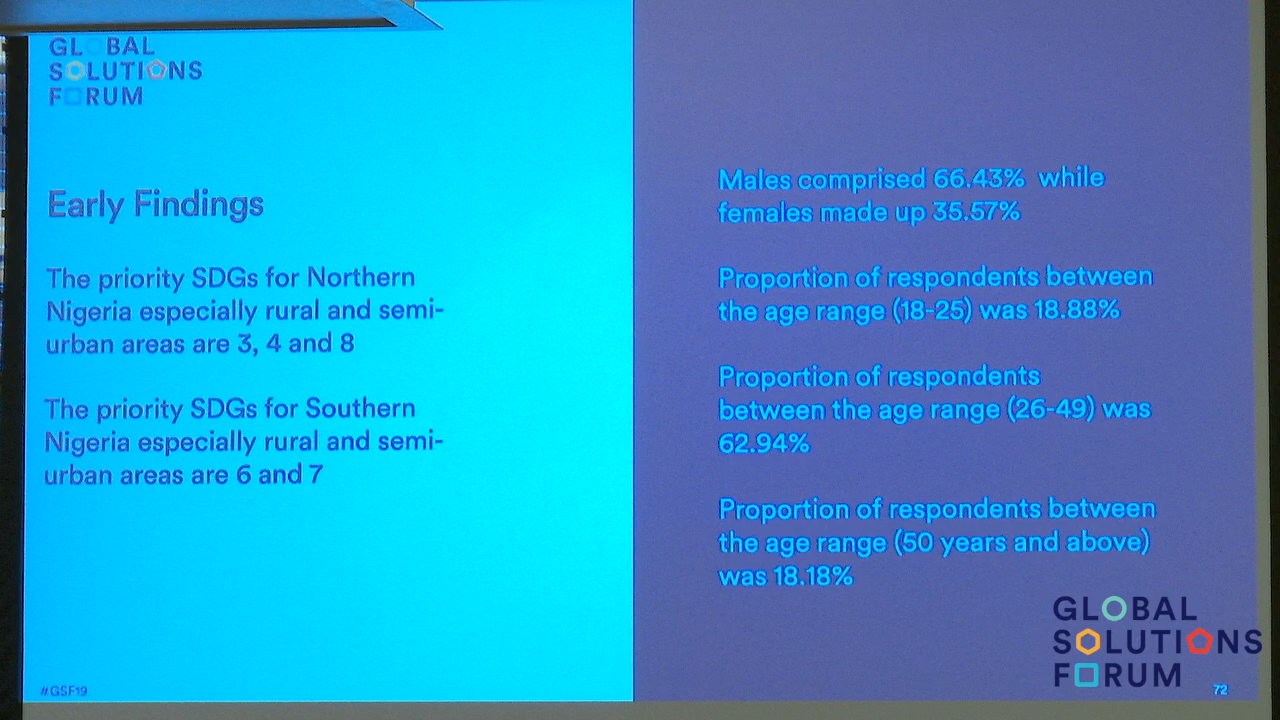 GLOBAL
SOLUTIONS
FORUM
Early Findings
The priority SDGs for Northern
Nigeria especially rural and semi-
urban areas are 3, 4 and 8
The priority SDGs for Southern
Nigeria especially rural and semi-
urban areas are 6 and 7
#GSF19
Males comprised 66.43% while
females made up 35.57%
Proportion of respondents between
the age range (18-25) was 18.88%
Proportion of respondents
between the age range (26-49) was
62.94%
Proportion of respondents between
the age range (50 years and above)
was 18.18%
GLOBAL
SOLUTIONS
FORUM
72